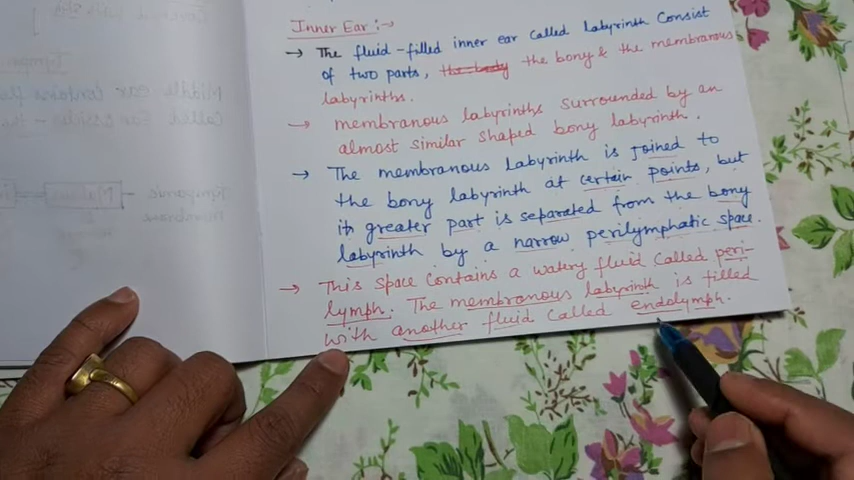 Inner Ear :-
→ The fluid-filled inner ear called labyrinth Consist
of two parts, the body the bony & the membranous
labyrinths.
→ membranous labyrinths surrounded by an
almost similar shaped bony labyrinth.
→ The membranous Labyrinth is joined to
the bony labyrinth at certain points, but
it greater part is separated from the bony
labyrinth by a narrow perilymphatic space.
→ This space contains a watery fluid called peri-
lymph. The membranous labyrinth is filled
with another fluid called endolymph.